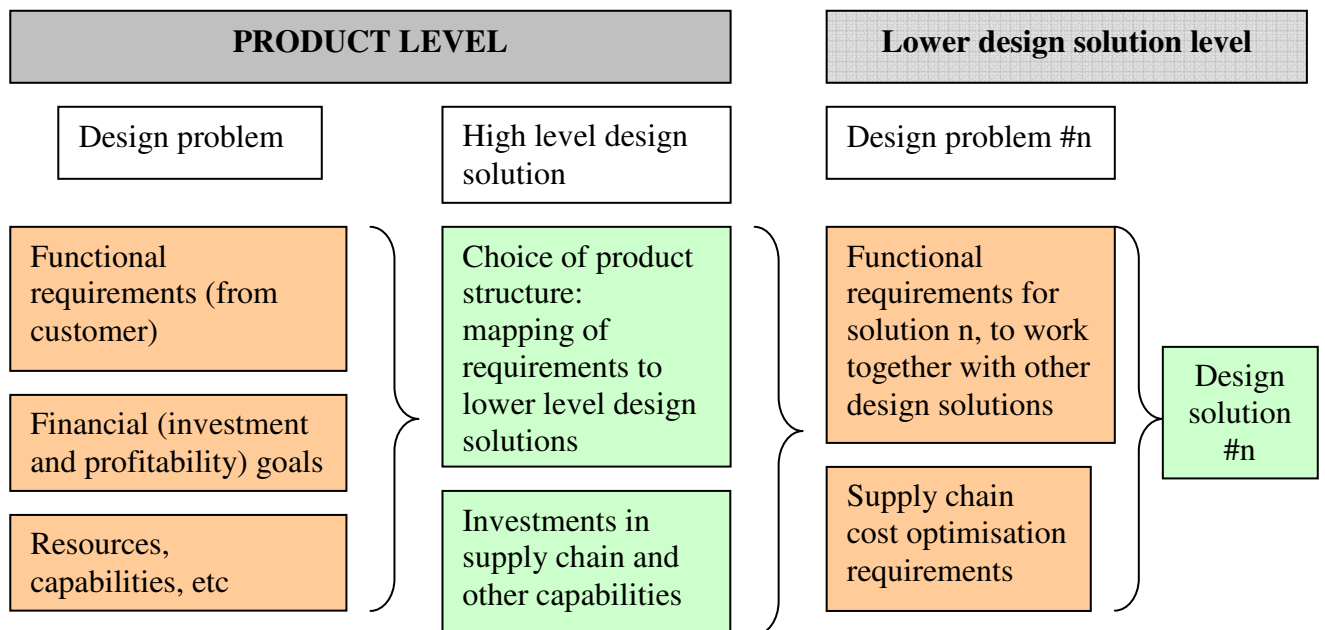 PRODUCT LEVEL
Lower design solution level
Design problem
High level design
solution
Design problem #n
Functional
requirements (from
customer)
Financial (investment
and profitability) goals
Resources,
capabilities, etc
Choice of product
structure:
mapping of
requirements to
lower level design
solutions
Investments in
supply chain and
other capabilities
Functional
requirements for
solution n, to work
together with other
design solutions
Supply chain
cost optimisation
requirements
Design
solution
#n